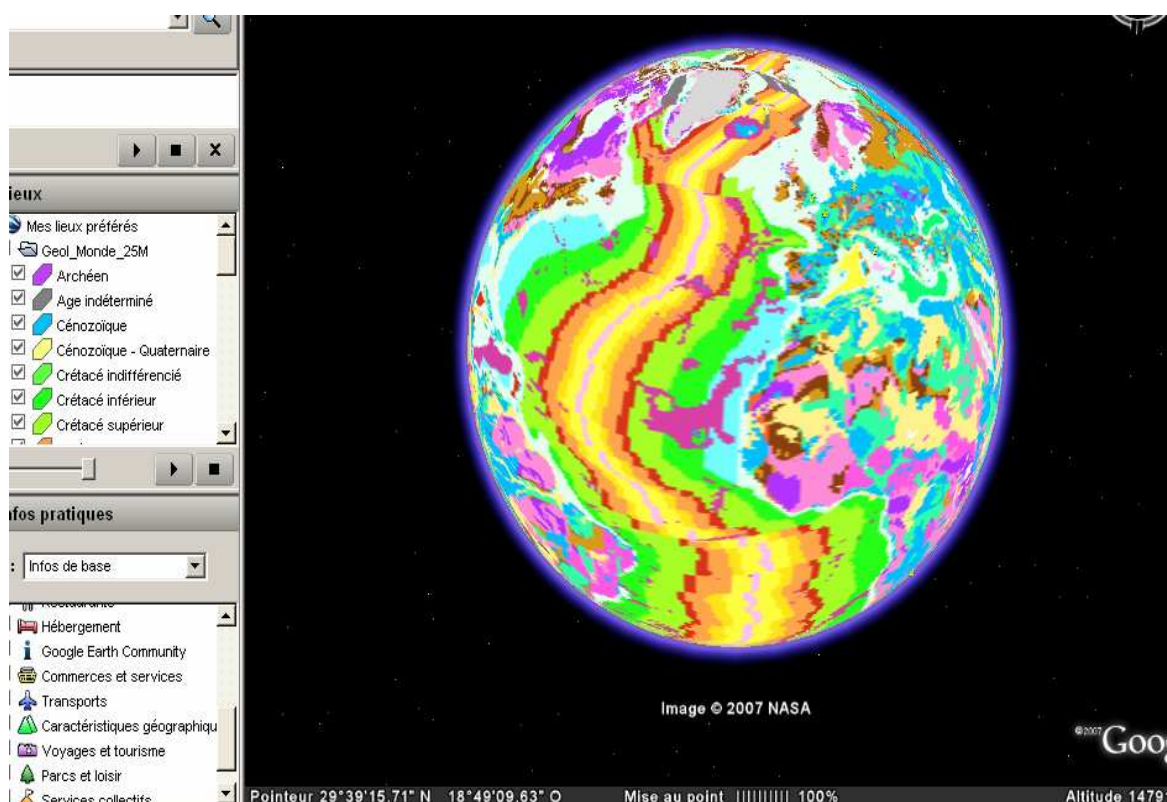 ieux
Mes lieux préférés
Geol_Monde_25M
Archéen
Age indéterminé
Cénozoïque
Cénozoïque - Quaternaire
Crétacé indifférencié
Crétacé inférieur
Crétacé supérieur
nfos pratiques
: Infos de base
Restaurants
Hébergement
Google Earth Community
Commerces et services
Transports
Caractéristiques géographiqu
Voyages et tourisme
Parcs et loisir
Services collectifs
Image © 2007 NASA
©2007 Goo
Pointeur 29°39'15.71" N 18°49'09.63" O Mise au point |||||||||| 100% Altitude 1479